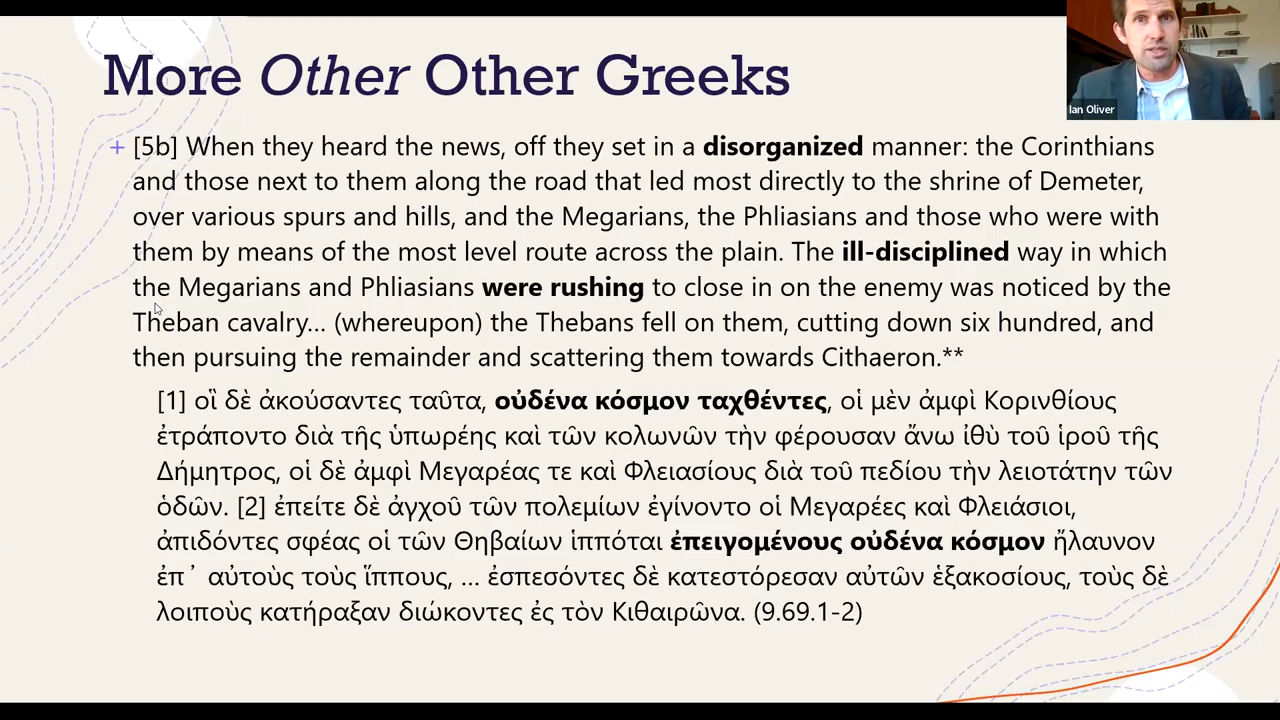 More Other Other Greeks
Ian Oliver
+ [5b] When they heard the news, off they set in a disorganized manner: the Corinthians
and those next to them along the road that led most directly to the shrine of Demeter,
over various spurs and hills, and the Megarians, the Phliasians and those who were with
them by means of the most level route across the plain. The ill-disciplined way in which
the Megarians and Phliasians were rushing to close in on the enemy was noticed by the
Theban cavalry... (whereupon) the Thebans fell on them, cutting down six hundred, and
then pursuing the remainder and scattering them towards Cithaeron.**
[1] οἳ δὲ ἀκούσαντες ταῦτα, οὐδένα κόσμον ταχθέντες, οἱ μὲν ἀμφὶ Κορινθίους
ἐτράποντο διὰ τῆς ὑπωρέης καὶ τῶν κολωνῶν τὴν φέρουσαν ἄνω ἰθὺ τοῦ ἱροῦ τῆς
Δήμητρος, οἱ δὲ ἀμφὶ Μεγαρέας τε καὶ Φλειασίους διὰ τοῦ πεδίου τὴν λειοτάτην τῶν
ὁδῶν. [2] ἐπείτε δὲ ἀγχοῦ τῶν πολεμίων ἐγίνοντο οἱ Μεγαρέες καὶ Φλειάσιοι,
ἀπιδόντες σφέας οἱ τῶν Θηβαίων ἱππόται ἐπειγομένους οὐδένα κόσμον ἤλαυνον
ἐπ᾽ αὐτοὺς τοὺς ἵππους, ... ἐσπεσόντες δὲ κατεστόρεσαν αὐτῶν ἑξακοσίους, τοὺς δὲ
λοιποὺς κατήραξαν διώκοντες ἐς τὸν Κιθαιρῶνα. (9.69.1-2)